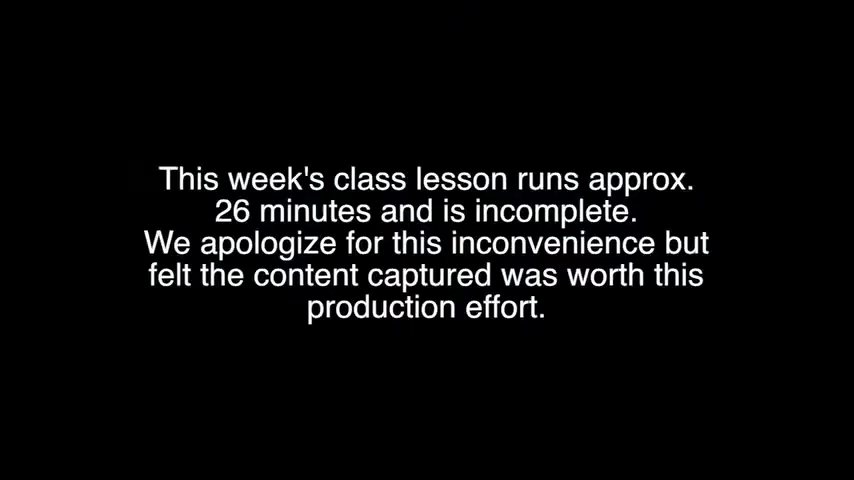 This week's class lesson runs approx.
26 minutes and is incomplete.
We apologize for this inconvenience but
felt the content captured was worth this
production effort.